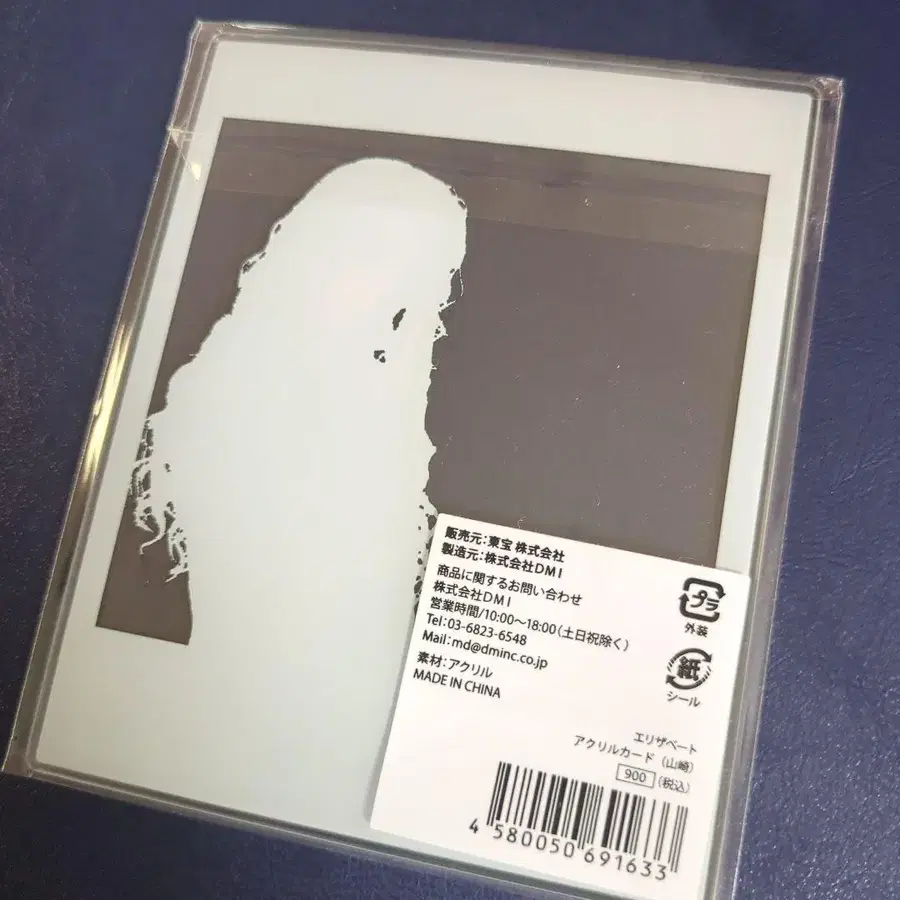 販売元:東宝 株式会社
製造元:株式会社DMI
商品に関するお問い合わせ
株式会社DMI
営業時間/10:00〜18:00(土日祝除く)
Tel:03-6823-6548
Mail:md@dminc.co.jp
素材:アクリル
MADE IN CHINA
プラ
外装
紙
シール
エリザベート
アクリルカード(山崎)
900(税込)
4 580050 691633